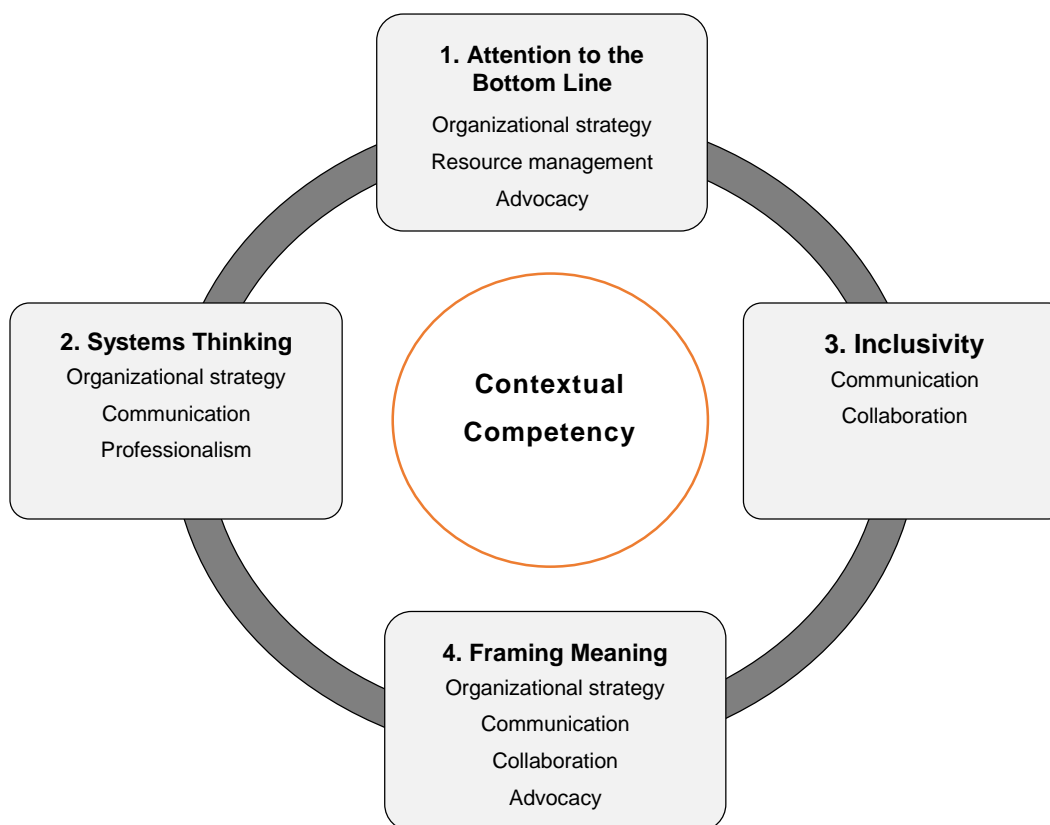 1. Attention to the
Bottom Line
Organizational strategy
Resource management
Advocacy
2. Systems Thinking
Organizational strategy
Communication
Professionalism
Contextual
Competency
3. Inclusivity
Communication
Collaboration
4. Framing Meaning
Organizational strategy
Communication
Collaboration
Advocacy